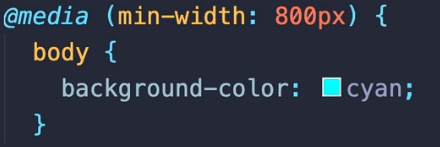 @media (min-width: 800px) {
body {
background-color: cyan;
}